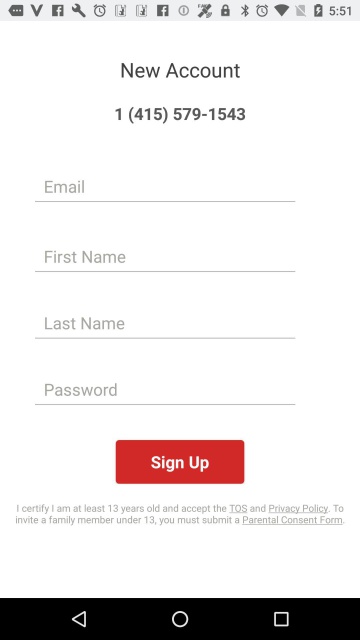 5:51
New Account
1 (415) 579-1543
Email
First Name
Last Name
Password
Sign Up
I certify I am at least 13 years old and accept the TOS and Privacy Policy. To
invite a family member under 13, you must submit a Parental Consent Form.